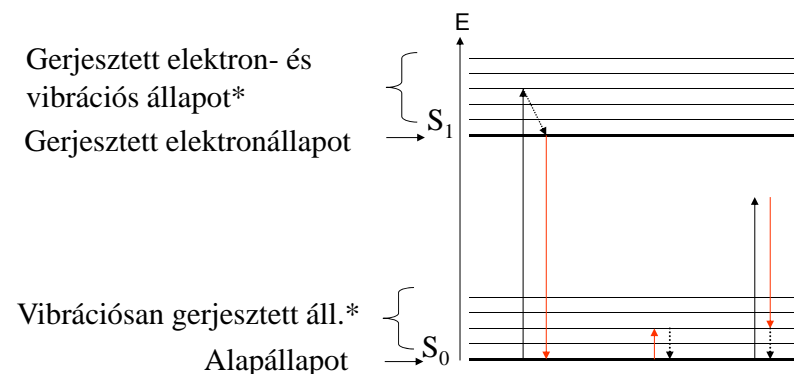 E
Gerjesztett elektron- és
vibrációs állapot*
S₁
Gerjesztett elektronállapot
Vibrációsan gerjesztett áll.*
S₀
Alapállapot